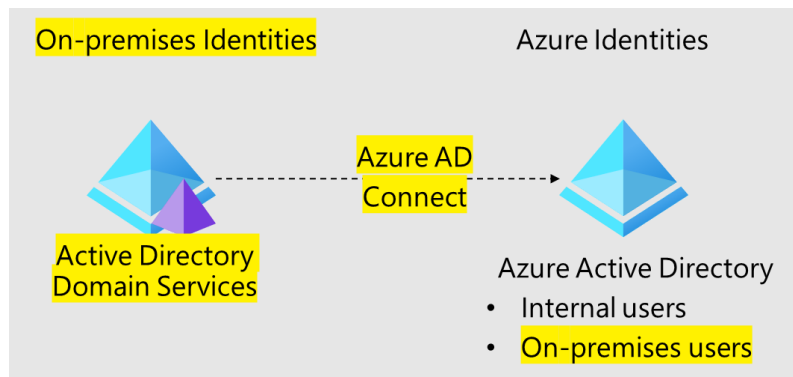 On-premises Identities
Azure Identities
Azure AD
Connect
Active Directory
Domain Services
Azure Active Directory
• Internal users
• On-premises users